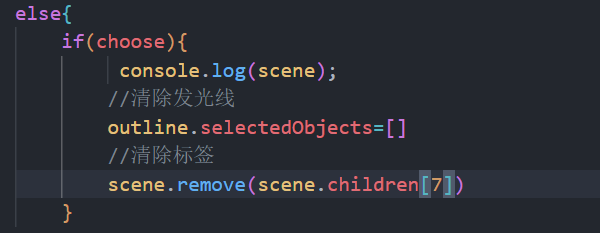 else{
if(choose){
console.log(scene);
//清除发光线
outline.selectedObjects=[]
//清除标签
scene.remove(scene.children[7])
}